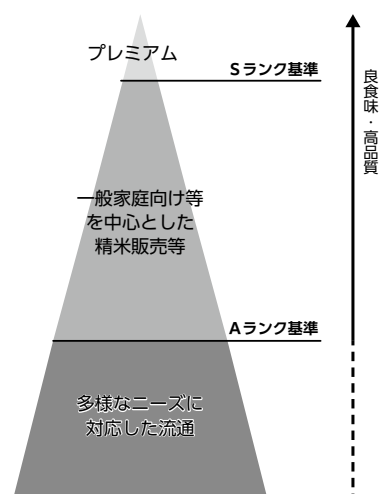 プレミアム
Sランク基準
良食味・高品質
一般家庭向け等
を中心とした
精米販売等
Aランク基準
多様なニーズに
対応した流通